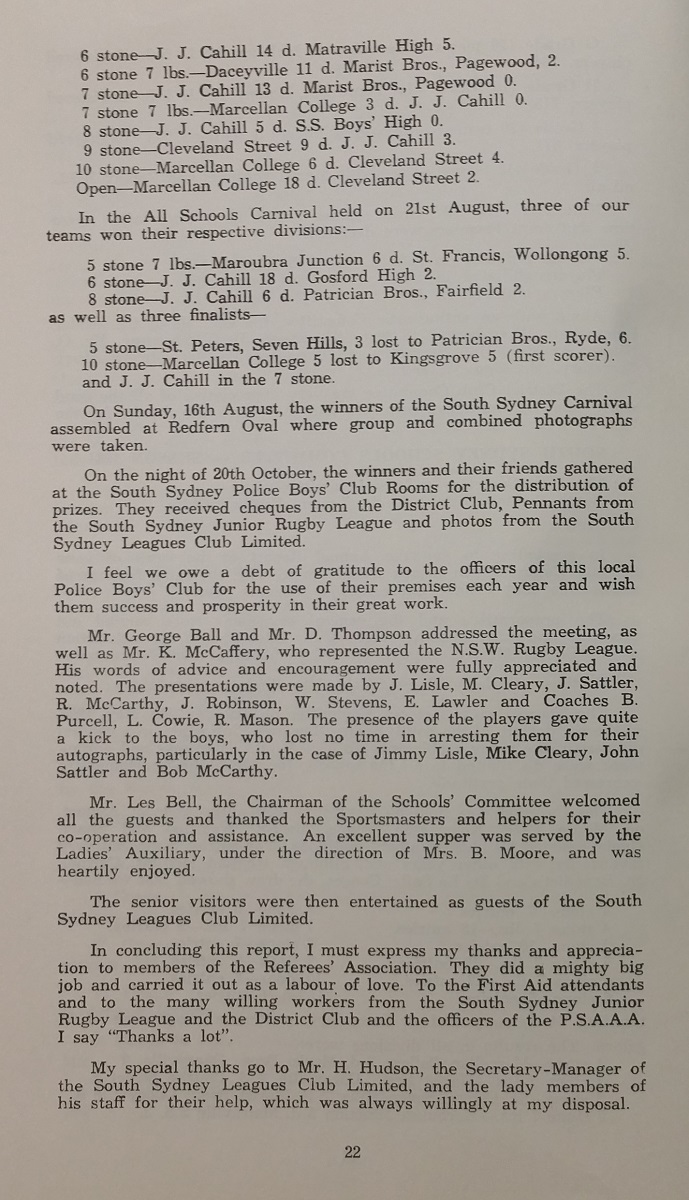 6 stone—J. J. Cahill 14 d. Matraville High 5.
6 stone 7 lbs.—Daceyville 11 d. Marist Bros., Pagewood, 2.
7 stone—J. J. Cahill 13 d. Marist Bros., Pagewood 0.
7 stone 7 lbs.—Marcellan College 3 d. J. J. Cahill 0.
8 stone—J. J. Cahill 5 d. S.S. Boys' High 0.
9 stone—Cleveland Street 9 d. J. J. Cahill 3.
10 stone—Marcellan College 6 d. Cleveland Street 4.
Open—Marcellan College 18 d. Cleveland Street 2.
In the All Schools Carnival held on 21st August, three of our
teams won their respective divisions:—
5 stone 7 lbs.—Maroubra Junction 6 d. St. Francis, Wollongong 5.
6 stone—J. J. Cahill 18 d. Gosford High 2.
8 stone—J. J. Cahill 6 d. Patrician Bros., Fairfield 2.
as well as three finalists—
5 stone—St. Peters, Seven Hills, 3 lost to Patrician Bros., Ryde, 6.
10 stone—Marcellan College 5 lost to Kingsgrove 5 (first scorer).
and J. J. Cahill in the 7 stone.
On Sunday, 16th August, the winners of the South Sydney Carnival
assembled at Redfern Oval where group and combined photographs
were taken.
On the night of 20th October, the winners and their friends gathered
at the South Sydney Police Boys' Club Rooms for the distribution of
prizes. They received cheques from the District Club, Pennants from
the South Sydney Junior Rugby League and photos from the South
Sydney Leagues Club Limited.
I feel we owe a debt of gratitude to the officers of this local
Police Boys' Club for the use of their premises each year and wish
them success and prosperity in their great work.
Mr. George Ball and Mr. D. Thompson addressed the meeting, as
well as Mr. K. McCaffery, who represented the N.S.W. Rugby League.
His words of advice and encouragement were fully appreciated and
noted. The presentations were made by J. Lisle, M. Cleary, J. Sattler,
R. McCarthy, J. Robinson, W. Stevens, E. Lawler and Coaches B.
Purcell, L. Cowie, R. Mason. The presence of the players gave quite
a kick to the boys, who lost no time in arresting them for their
autographs, particularly in the case of Jimmy Lisle, Mike Cleary, John
Sattler and Bob McCarthy.
Mr. Les Bell, the Chairman of the Schools' Committee welcomed
all the guests and thanked the Sportsmasters and helpers for their
co-operation and assistance. An excellent supper was served by the
Ladies' Auxiliary, under the direction of Mrs. B. Moore, and was
heartily enjoyed.
The senior visitors were then entertained as guests of the South
Sydney Leagues Club Limited.
In concluding this report, I must express my thanks and apprecia-
tion to members of the Referees' Association. They did a mighty big
job and carried it out as a labour of love. To the First Aid attendants
and to the many willing workers from the South Sydney Junior
Rugby League and the District Club and the officers of the P.S.A.A.A.
I say "Thanks a lot".
My special thanks go to Mr. H. Hudson, the Secretary-Manager of
the South Sydney Leagues Club Limited, and the lady members of
his staff for their help, which was always willingly at my disposal.
22